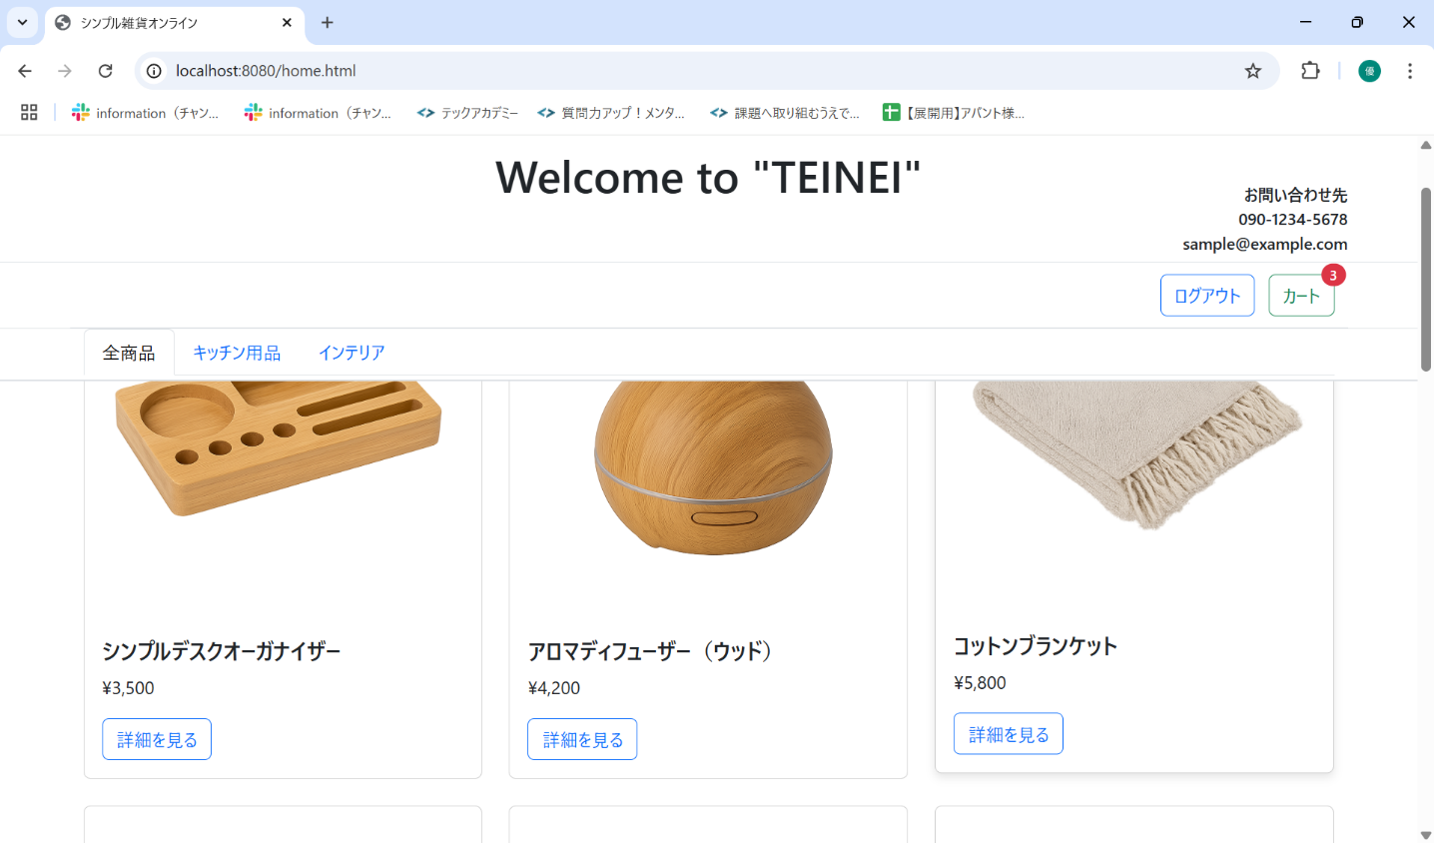 シンプル雑貨オンライン
localhost:8080/home.html
優
information（チャン...
information（チャン...
テックアカデミー
質問力アップ！メンタ...
課題へ取り組むうえで...
【展開用】アバント様...
Welcome to "TEINEI"
お問い合わせ先
090-1234-5678
sample@example.com
ログアウト
カート
3
全商品
キッチン用品
インテリア
シンプルデスクオーガナイザー
¥3,500
詳細を見る
アロマディフューザー（ウッド）
¥4,200
詳細を見る
コットンブランケット
¥5,800
詳細を見る